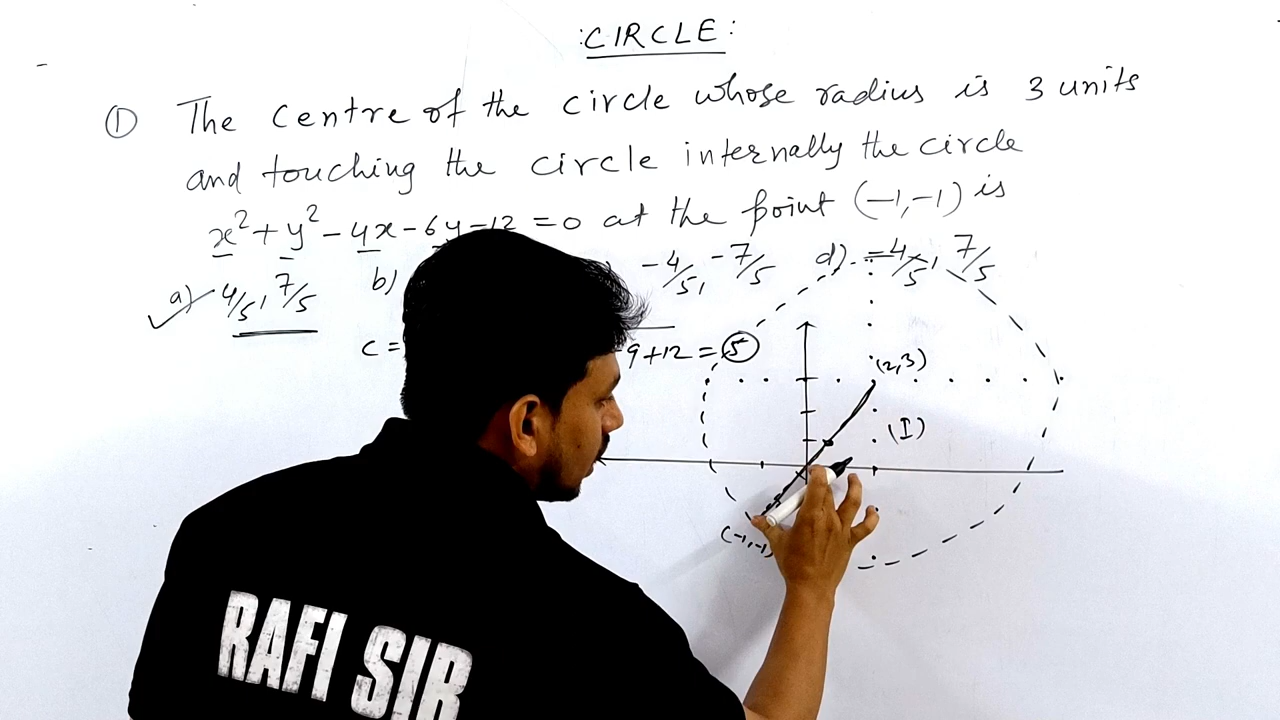 :CIRCLE:
① The centre of the circle whose radius is 3 units
and touching the circle internally the circle
x² + y² - 4x - 6y - 12 = 0 at the point (-1,-1) is
a) 4/5, 7/5 b) -4/5, -7/5 d). -4/5, 7/5
c = -9+12 = 5
(2,3)
(I)
(-1,-1)
RAFI SIR